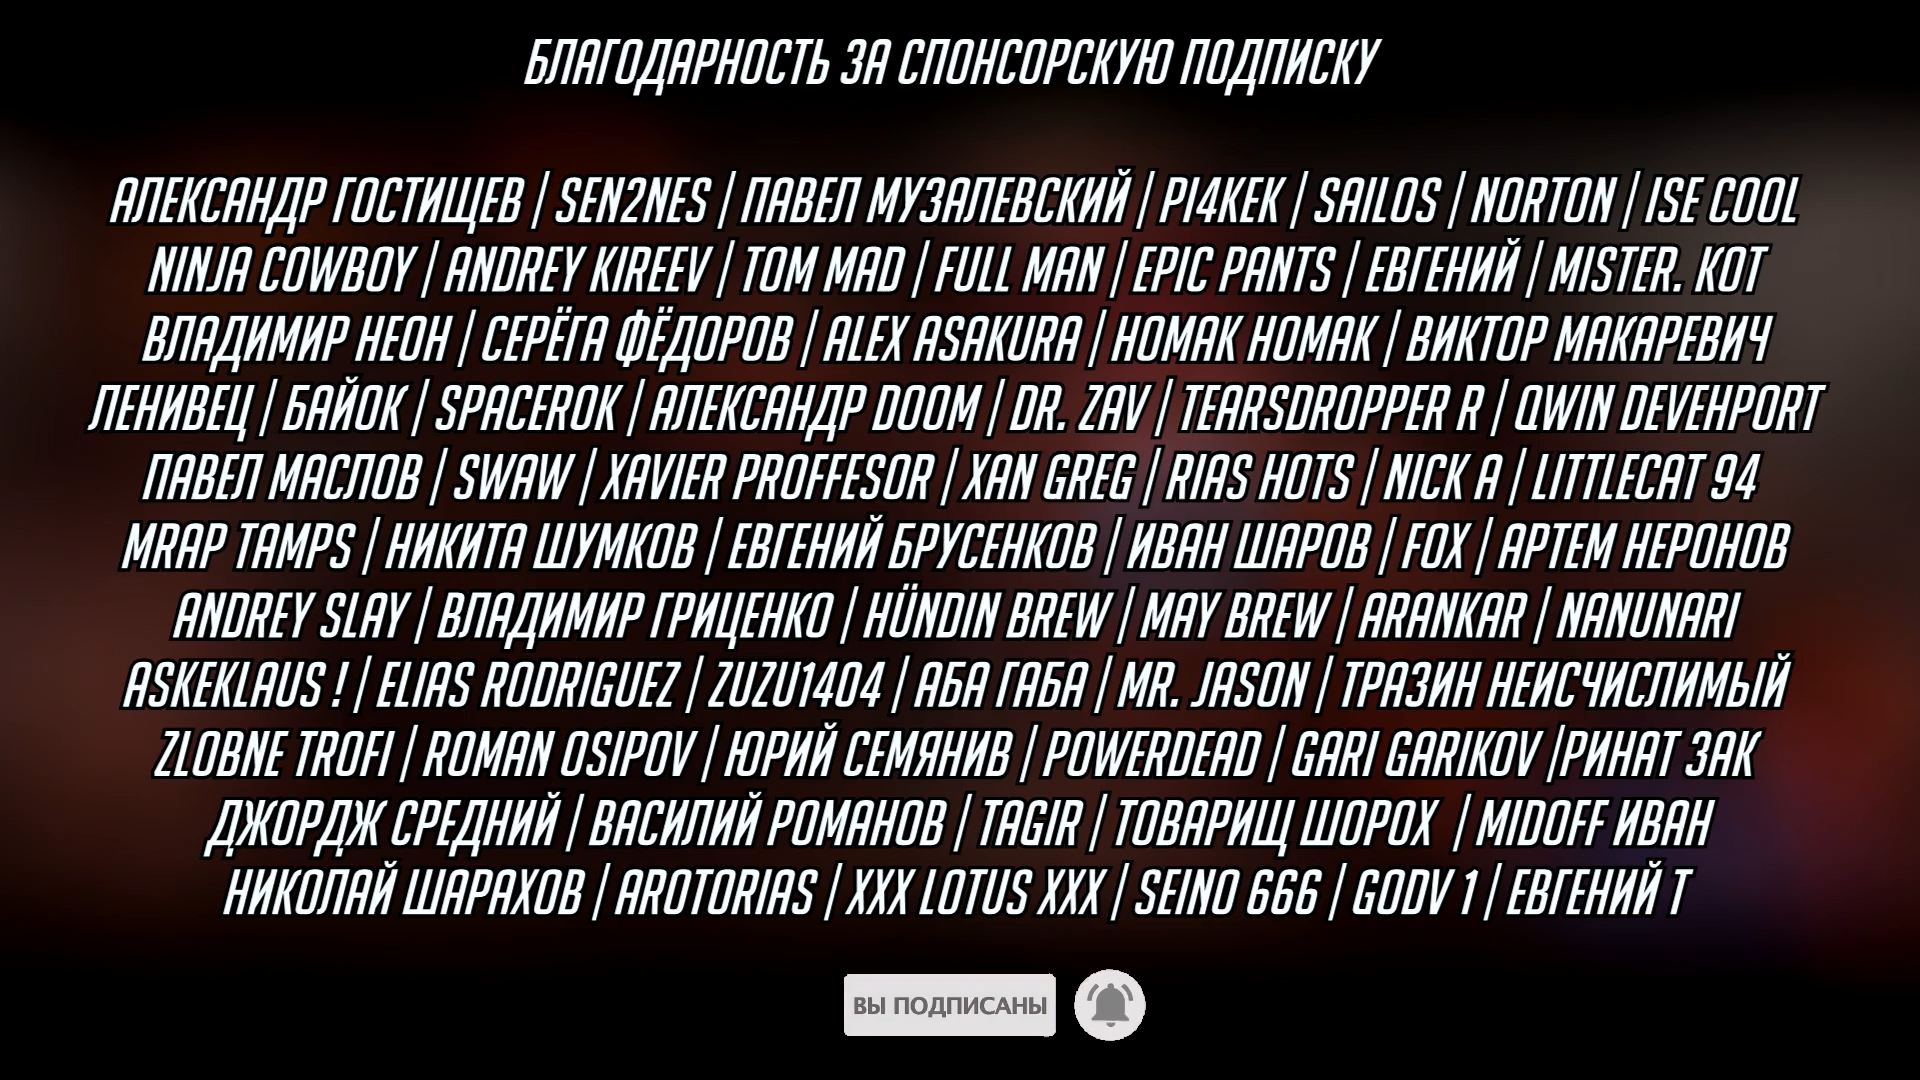 БЛАГОДАРНОСТЬ ЗА СПОНСОРСКУЮ ПОДПИСКУ
АЛЕКСАНДР ГОСТИЩЕВ | SEN2NES | ПАВЕЛ МУЗАЛЕВСКИЙ | PI4KEK | SAILOS | NORTON | ISE COOL
NINJA COWBOY | ANDREY KIREEV | TOM MAD | FULL MAN | EPIC PANTS | ЕВГЕНИЙ | MISTER. KOT
ВЛАДИМИР НЕОН | СЕРЁГА ФЁДОРОВ | ALEX ASAKURA | HOMAK HOMAK | ВИКТОР МАКАРЕВИЧ
ЛЕНИВЕЦ | БАЙОК | SPACEROK | АЛЕКСАНДР DOOM | DR. ZAV | TEARSDROPPER R | QWIN DEVEHPORT
ПАВЕЛ МАСЛОВ | SWAW | XAVIER PROFFESOR | XAN GREG | RIAS HOTS | NICK A | LITTLECAT 94
MRAP TAMPS | НИКИТА ШУМКОВ | ЕВГЕНИЙ БРУСЕНКОВ | ИВАН ШАРОВ | FOX | АРТЕМ НЕРОНОВ
ANDREY SLAY | ВЛАДИМИР ГРИЦЕНКО | HÜNDIN BREW | MAY BREW | ARANKAR | NANUNARI
ASKEKLAUS ! | ELIAS RODRIGUEZ | ZUZU1404 | АБА ГАБА | MR. JASON | ТРАЗИН НЕИСЧИСЛИМЫЙ
ZLOBNE TROFI | ROMAN OSIPOV | ЮРИЙ СЕМЯНИВ | POWERDEAD | GARI GARIKOV |РИНАТ ЗАК
ДЖОРДЖ СРЕДНИЙ | ВАСИЛИЙ РОМАНОВ | TAGIR | ТОВАРИЩ ШОРОХ | MIDOFF ИВАН
НИКОЛАЙ ШАРАХОВ | AROTORIAS | XXX LOTUS XXX | SEINO 666 | GODV 1 | ЕВГЕНИЙ Т
ВЫ ПОДПИСАНЫ